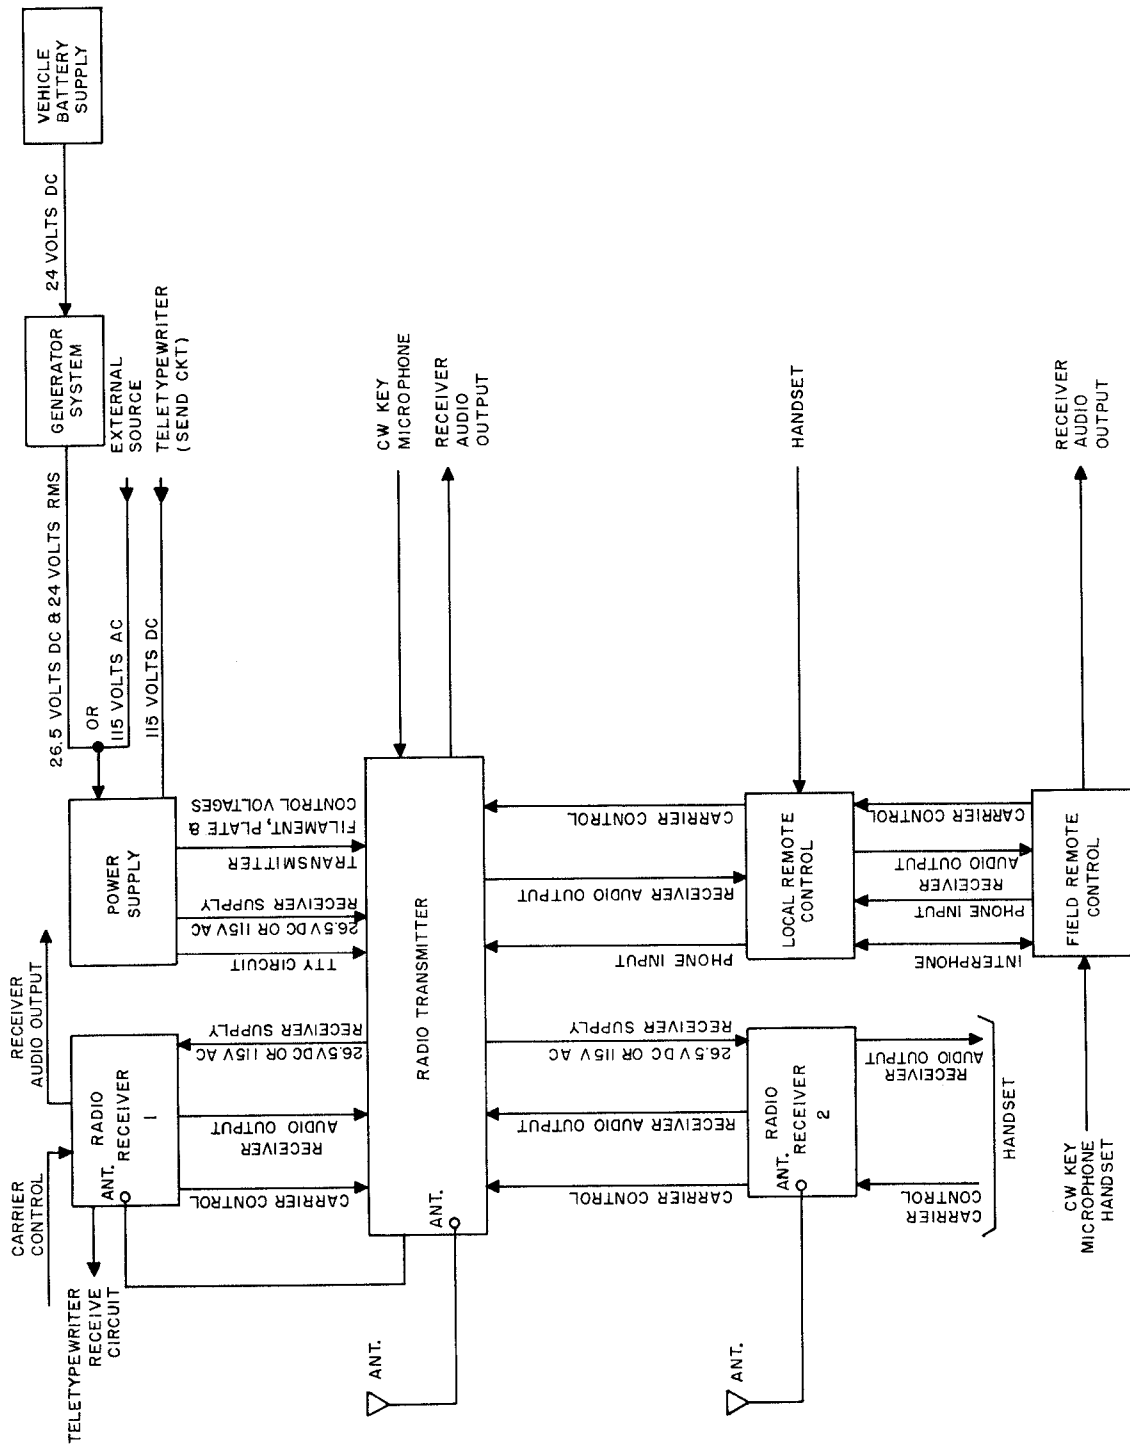 TELETYPEWRITER
RECEIVE
CIRCUIT
CARRIER
CONTROL
RECEIVER
AUDIO OUTPUT
ANT.
RADIO
RECEIVER
1
POWER
SUPPLY
26.5 VOLTS DC & 24 VOLTS RMS
OR
115 VOLTS AC
115 VOLTS DC
GENERATOR
SYSTEM
EXTERNAL
SOURCE
TELETYPEWRITER
(SEND CKT)
24 VOLTS DC
VEHICLE
BATTERY
SUPPLY
CARRIER CONTROL
RECEIVER
AUDIO OUTPUT
26.5V DC OR 115V AC
RECEIVER SUPPLY
TTY CIRCUIT
26.5V DC OR 115V AC
RECEIVER SUPPLY
TRANSMITTER
FILAMENT, PLATE &
CONTROL VOLTAGES
ANT.
ANT.
RADIO TRANSMITTER
CW KEY
MICROPHONE
RECEIVER
AUDIO
OUTPUT
CARRIER CONTROL
RECEIVER AUDIO OUTPUT
26.5 V DC OR 115V AC
RECEIVER SUPPLY
PHONE INPUT
RECEIVER AUDIO OUTPUT
CARRIER CONTROL
ANT.
ANT.
RADIO
RECEIVER
2
LOCAL REMOTE
CONTROL
HANDSET
CARRIER
CONTROL
RECEIVER
AUDIO OUTPUT
HANDSET
INTERPHONE
PHONE INPUT
RECEIVER
AUDIO OUTPUT
CARRIER CONTROL
CW KEY
MICROPHONE
HANDSET
FIELD REMOTE
CONTROL
RECEIVER
AUDIO
OUTPUT